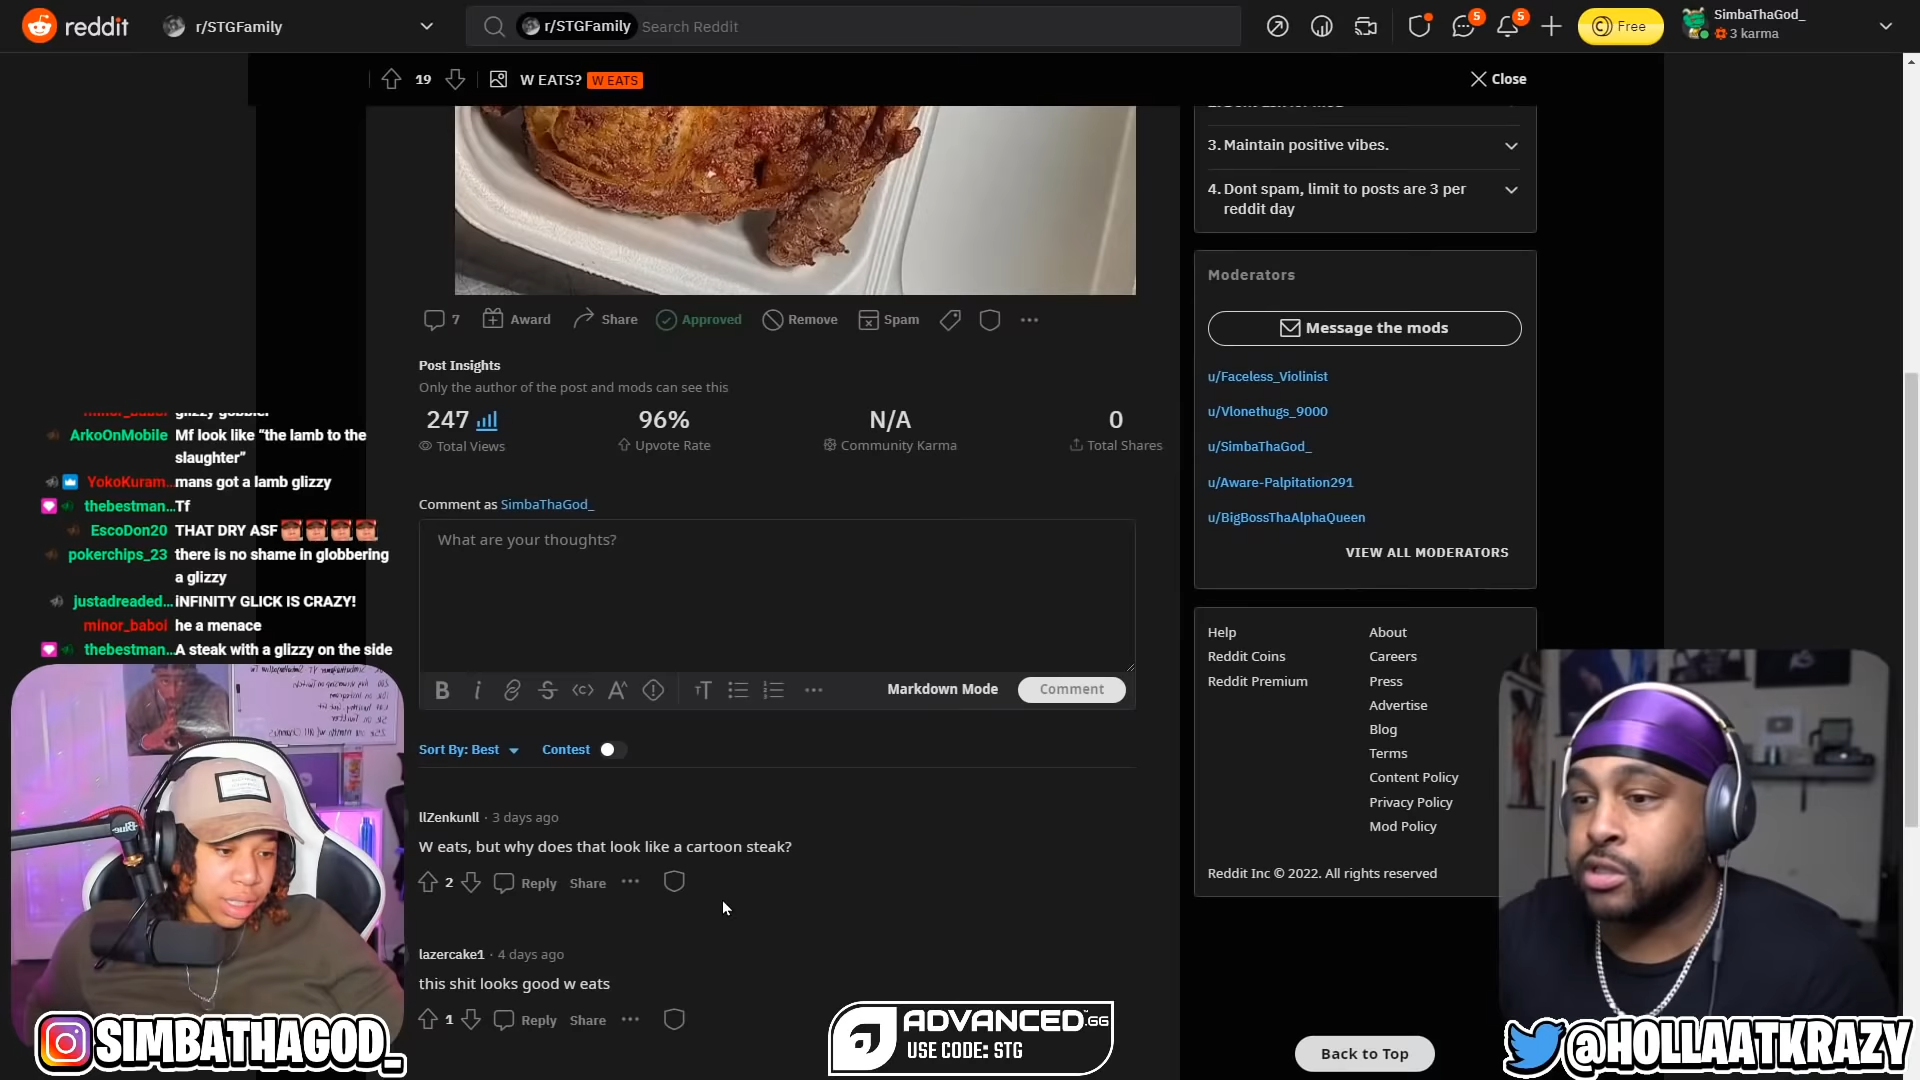 reddit
r/STGFamily
r/STGFamily Search Reddit
5
5
Free
SimbaThaGod_
3 karma
19
W EATS? W EATS
Close
3. Maintain positive vibes.
4. Dont spam, limit to posts are 3 per
reddit day
Moderators
Message the mods
u/Faceless_Violinist
u/Vlonethugs_9000
u/SimbaThaGod_
u/Aware-Palpitation291
u/BigBossThaAlphaQueen
VIEW ALL MODERATORS
Help
About
Reddit Coins
Careers
Reddit Premium
Press
Advertise
Blog
Terms
Content Policy
Privacy Policy
Mod Policy
Reddit Inc © 2022. All rights reserved
Back to Top
7 Award Share Approved Remove Spam
Post Insights
Only the author of the post and mods can see this
247
Total Views
96%
Upvote Rate
N/A
Community Karma
0
Total Shares
Comment as SimbaThaGod_
What are your thoughts?
Markdown Mode
Comment
Sort By: Best
Contest
llZenkunll · 3 days ago
W eats, but why does that look like a cartoon steak?
2 Reply Share
lazercake1 · 4 days ago
this shit looks good w eats
1 Reply Share
ArkoOnMobile Mf look like “the lamb to the
slaughter”
YokoKuram... mans got a lamb glizzy
thebestman... Tf
EscoDon20 THAT DRY ASF
pokerchips_23 there is no shame in globbering
a glizzy
justadreaded... iNFINITY GLICK IS CRAZY!
minor_baboi he a menace
thebestman... A steak with a glizzy on the side
@SIMBATHAGOD_
ADVANCED.GG
USE CODE: STG
@HOLLAATKRAZY